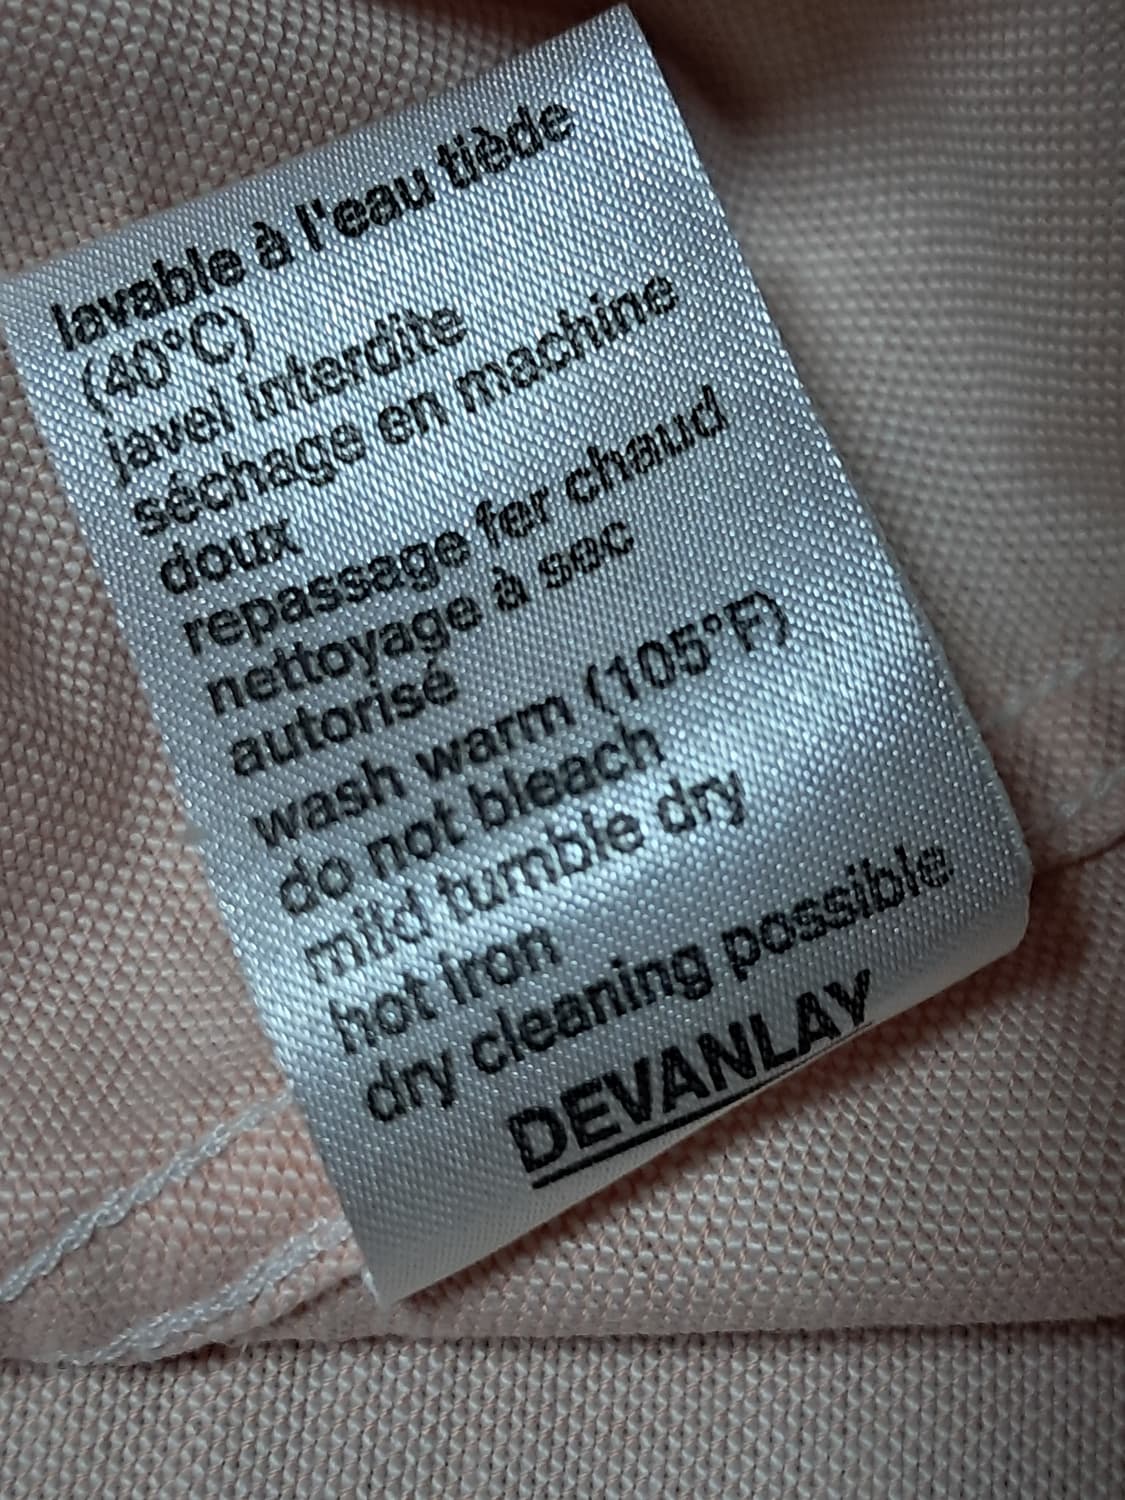 lavable à l'eau tiède
(40°C)
javel interdite
séchage en machine
doux
repassage fer chaud
nettoyage à sec
autorisé
wash warm (105°F)
do not bleach
mild tumble dry
hot iron
dry cleaning possible
DEVANLAY